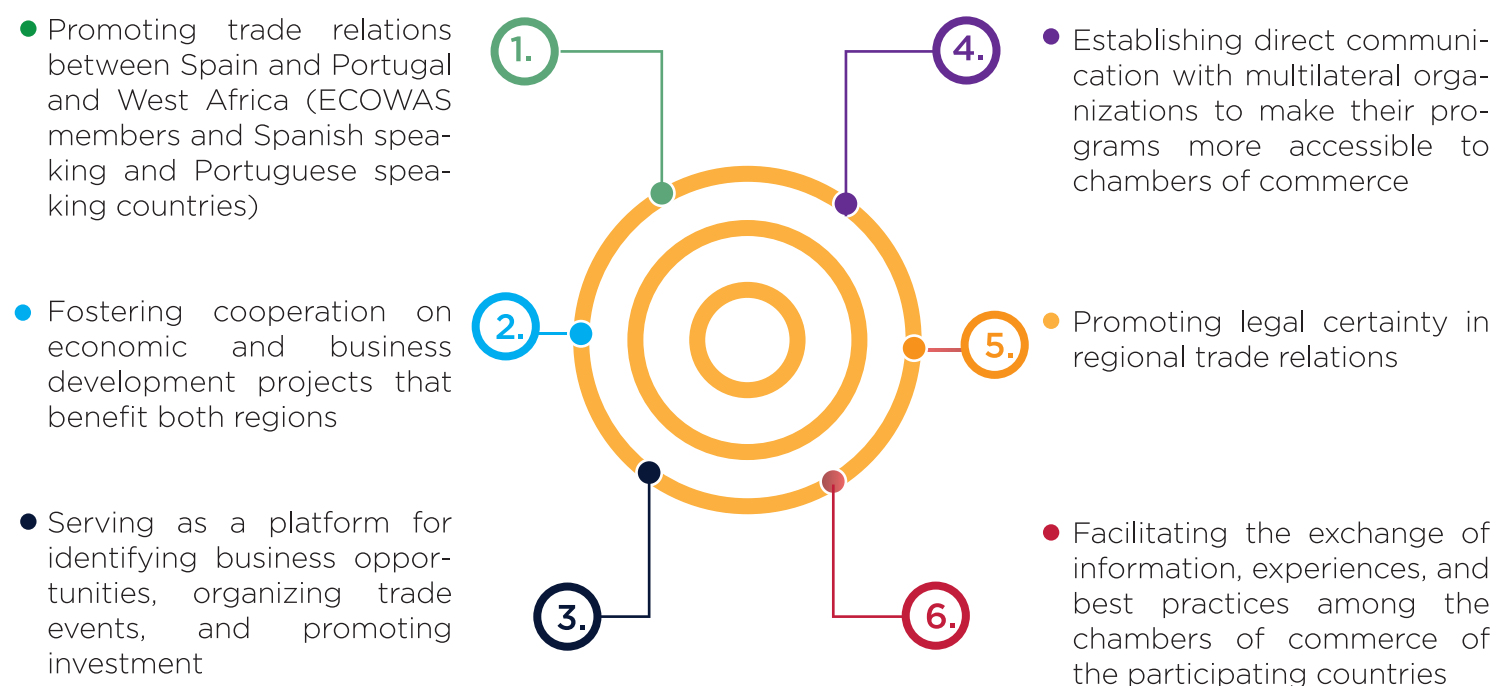 Promoting trade relations
between Spain and Portugal
and West Africa (ECOWAS
members and Spanish spea-
king and Portuguese spea-
king countries)
1.
Fostering cooperation on
economic and business
development projects that
benefit both regions
2.
Serving as a platform for
identifying business oppor-
tunities, organizing trade
events, and promoting
investment
3.
4.
Establishing direct communi-
cation with multilateral orga-
nizations to make their pro-
grams more accessible to
chambers of commerce
5.
Promoting legal certainty in
regional trade relations
6.
Facilitating the exchange of
information, experiences, and
best practices among the
chambers of commerce of
the participating countries